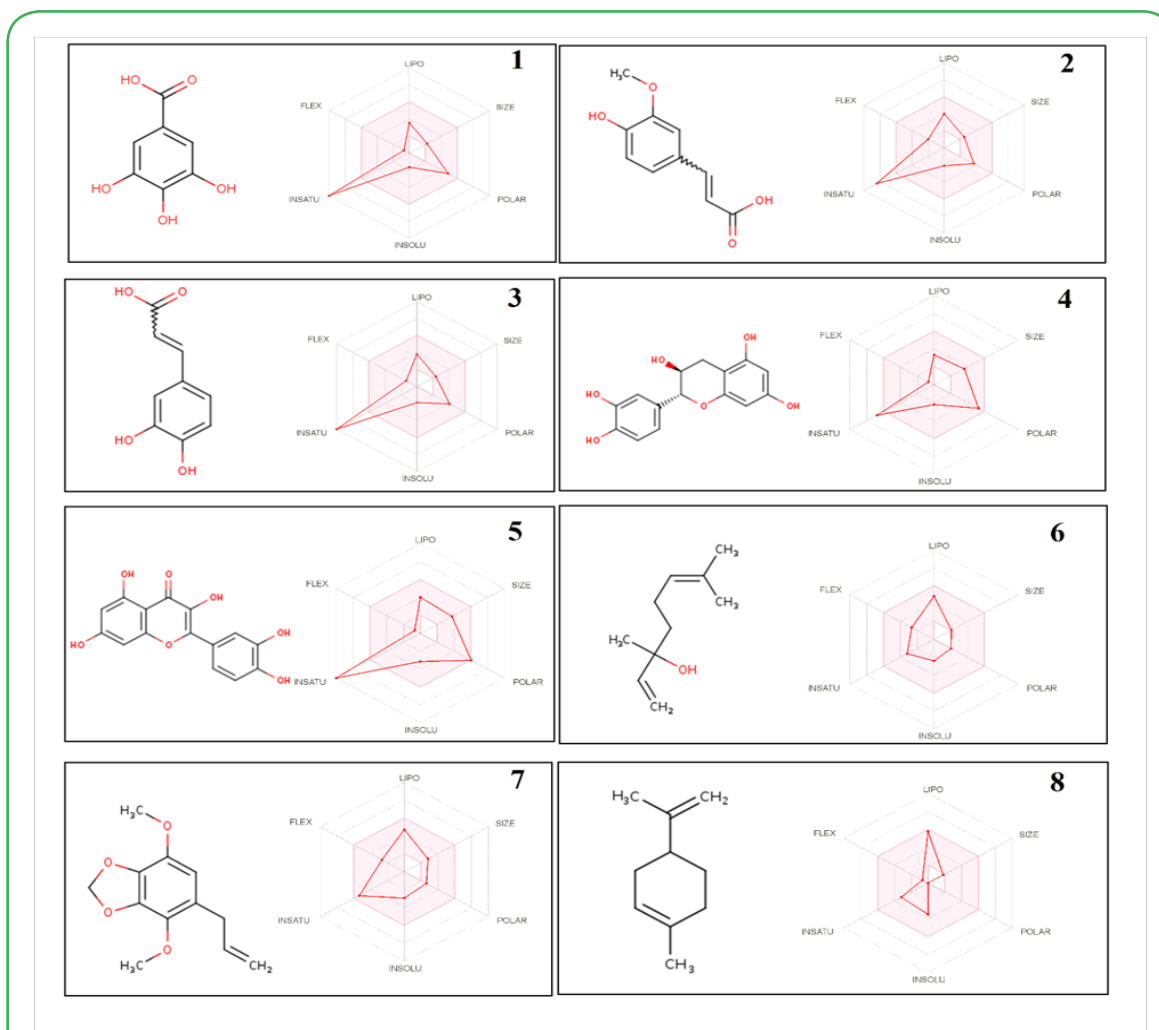 1
HO
O
HO
OH
OH
LIPO
FLEX
SIZE
INSATU
POLAR
INSOLU
2
H₃C
O
HO
OH
O
LIPO
FLEX
SIZE
INSATU
POLAR
INSOLU
3
HO
O
HO
OH
LIPO
FLEX
SIZE
INSATU
POLAR
INSOLU
4
OH
HO
HO
O
OH
HO
LIPO
FLEX
SIZE
INSATU
POLAR
INSOLU
5
OH
O
OH
HO
O
OH
OH
LIPO
FLEX
SIZE
INSATU
POLAR
INSOLU
6
CH₃
CH₃
H₃C
OH
CH₂
LIPO
FLEX
SIZE
INSATU
POLAR
INSOLU
7
H₃C
O
O
O
O
H₃C
CH₂
LIPO
FLEX
SIZE
INSATU
POLAR
INSOLU
8
H₃C
CH₂
CH₃
LIPO
FLEX
SIZE
INSATU
POLAR
INSOLU